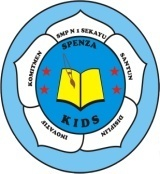 SMP N 1 SEKAYU
SPENZA
KOMITMEN
SANTUN
INOVATIF
DISIPLIN
KIDS